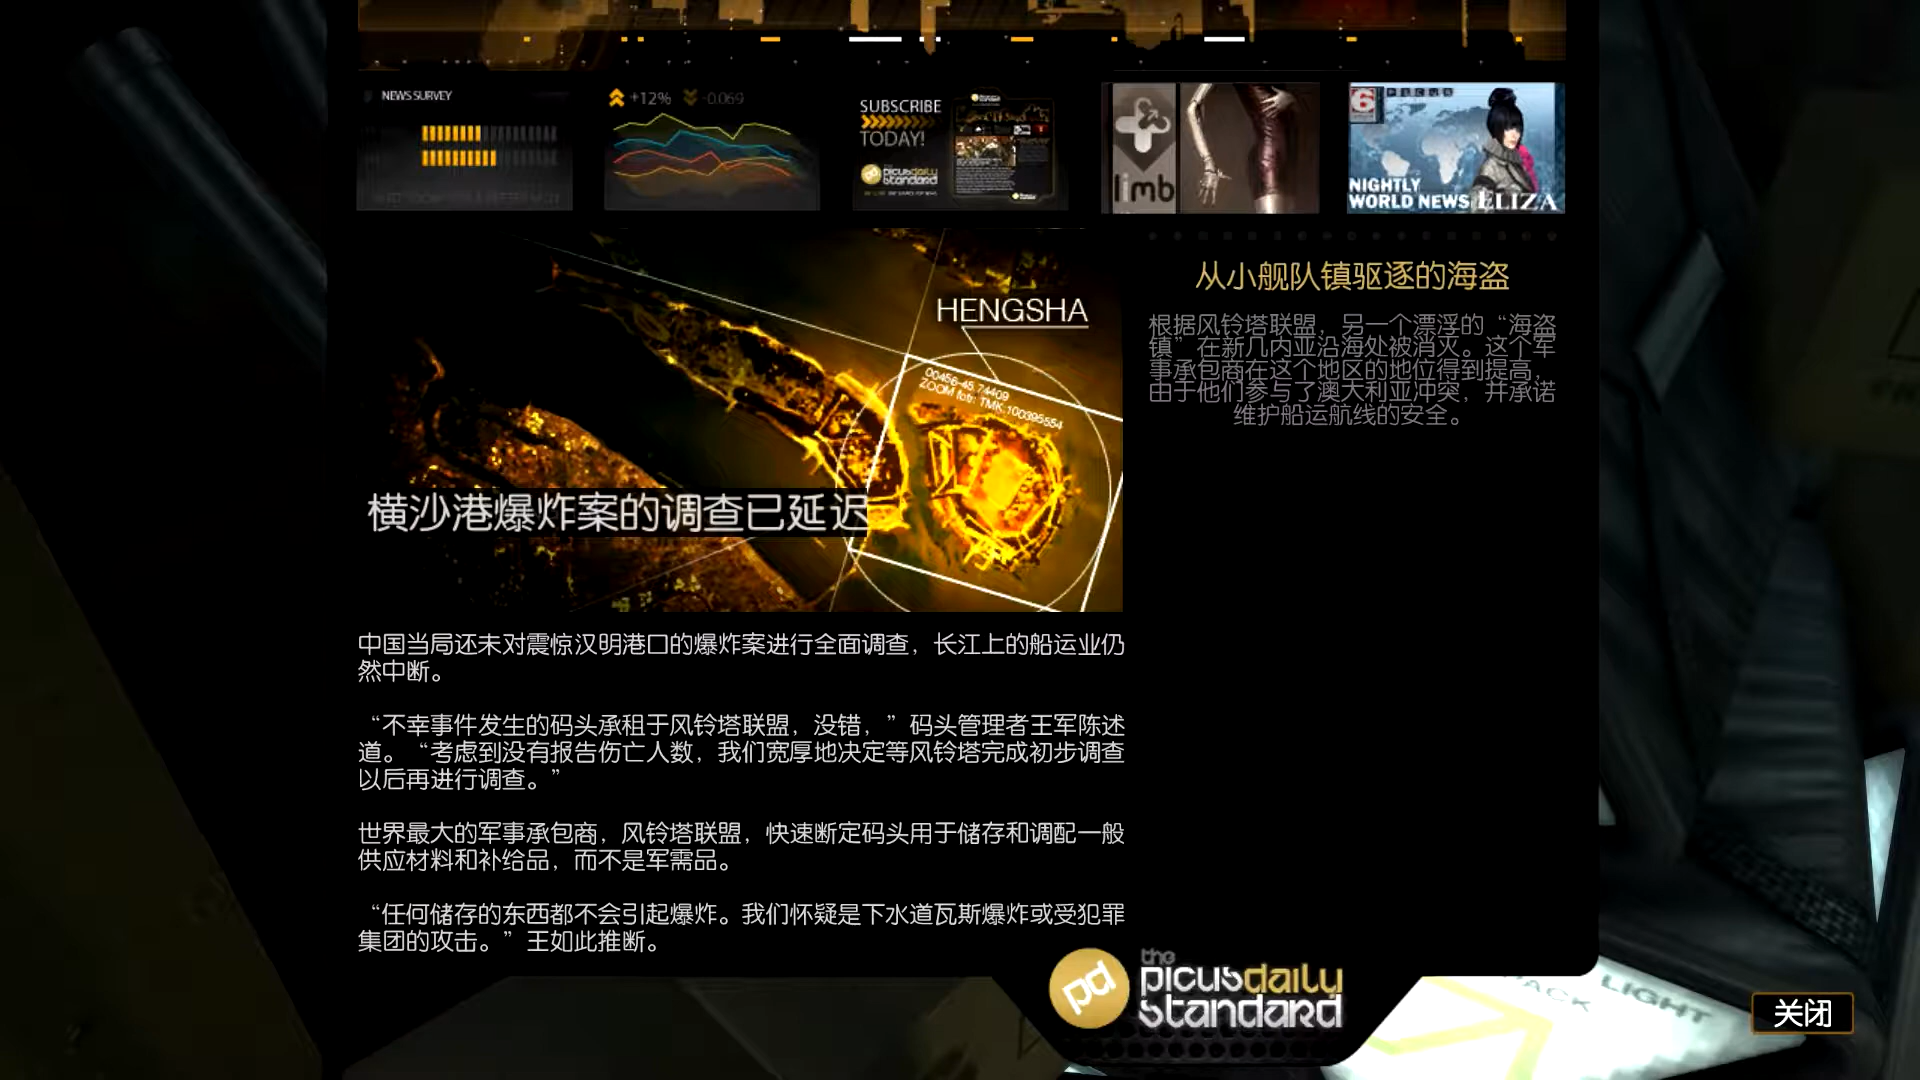 NEWS SURVEY
+12%
-0.069
SUBSCRIBE
TODAY!
the
picusdaily
standard
limb
6
PICUS
NIGHTLY
WORLD NEWS
ELIZA
HENGSHA
00456-45.74409
ZOOM fctr: TMK.100395554
横沙港爆炸案的调查已延迟
中国当局还未对震惊汉明港口的爆炸案进行全面调查，长江上的船运业仍
然中断。
“不幸事件发生的码头承租于风铃塔联盟，没错，”码头管理者王军陈述
道。“考虑到没有报告伤亡人数，我们宽厚地决定等风铃塔完成初步调查
以后再进行调查。”
世界最大的军事承包商，风铃塔联盟，快速断定码头用于储存和调配一般
供应材料和补给品，而不是军需品。
“任何储存的东西都不会引起爆炸。我们怀疑是下水道瓦斯爆炸或受犯罪
集团的攻击。”王如此推断。
从小舰队镇驱逐的海盗
根据风铃塔联盟，另一个漂浮的“海盗
镇”在新几内亚沿海处被消灭。这个军
事承包商在这个地区的地位得到提高，
由于他们参与了澳大利亚冲突，并承诺
维护船运航线的安全。
pd
the
picusdaily
standard
LIGHT
关闭